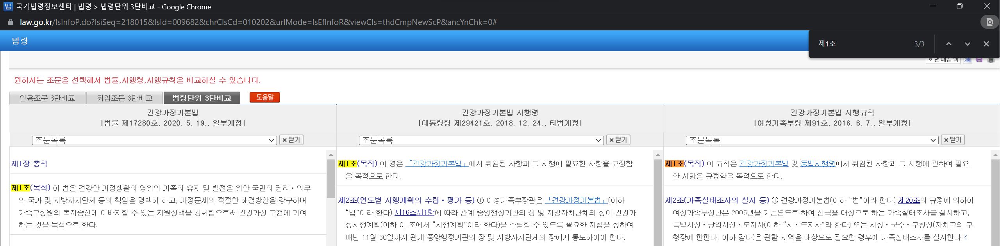 국가법령정보센터 | 법령 > 법령단위 3단비교 - Google Chrome
law.go.kr/lsInfoP.do?lsiSeq=218015&lsId=009682&chrClsCd=010202&urlMode=lsEfInfoR&viewCls=thdCmpNewScP&ancYnChk=0#
법령
제1조 3/3
화면내검색 漢
원하시는 조문을 선택해서 법률,시행령,시행규칙을 비교하실 수 있습니다.
인용조문 3단비교 위임조문 3단비교 법령단위 3단비교 도움말
건강가정기본법
[법률 제17280호, 2020. 5. 19., 일부개정]
조문목록 ×닫기
제1장 총칙
제1조(목적) 이 법은 건강한 가정생활의 영위와 가족의 유지 및 발전을 위한 국민의 권리ㆍ의무
와 국가 및 지방자치단체 등의 책임을 명백히 하고, 가정문제의 적절한 해결방안을 강구하며
가족구성원의 복지증진에 이바지할 수 있는 지원정책을 강화함으로써 건강가정 구현에 기여
하는 것을 목적으로 한다.
건강가정기본법 시행령
[대통령령 제29421호, 2018. 12. 24., 타법개정]
조문목록 ×닫기
제1조(목적) 이 영은 「건강가정기본법」에서 위임된 사항과 그 시행에 필요한 사항을 규정함
을 목적으로 한다.
제2조(연도별 시행계획의 수립ㆍ평가 등) ① 여성가족부장관은 「건강가정기본법」(이하
“법”이라 한다) 제16조제1항에 따라 관계 중앙행정기관의 장 및 지방자치단체의 장이 건강가
정시행계획(이하 이 조에서 “시행계획”이라 한다)을 수립할 수 있도록 필요한 지침을 정하여
매년 11월 30일까지 관계 중앙행정기관의 장 및 지방자치단체의 장에게 통보하여야 한다.
건강가정기본법 시행규칙
[여성가족부령 제91호, 2016. 6. 7., 일부개정]
조문목록 ×닫기
제1조(목적) 이 규칙은 건강가정기본법 및 동법시행령에서 위임된 사항과 그 시행에 관하여 필요
한 사항을 규정함을 목적으로 한다.
제2조(가족실태조사의 실시 등) ① 건강가정기본법(이하 “법”이라 한다) 제20조의 규정에 의하여
여성가족부장관은 2005년을 기준연도로 하여 전국을 대상으로 하는 가족실태조사를 실시하고,
특별시장ㆍ광역시장ㆍ도지사(이하 “시ㆍ도지사”라 한다) 또는 시장ㆍ군수ㆍ구청장(자치구의 구
청장에 한한다. 이하 같다)은 관할 지역을 대상으로 필요한 경우에 가족실태조사를 실시한다. <